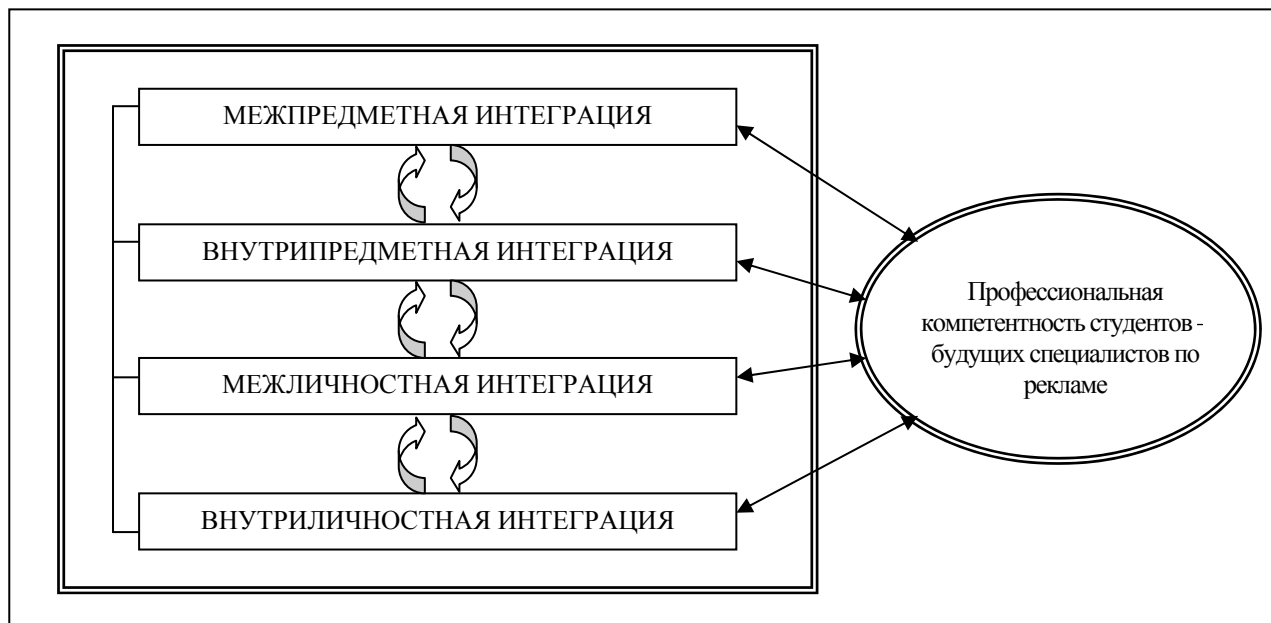 МЕЖПРЕДМЕТНАЯ ИНТЕГРАЦИЯ
ВНУТРИПРЕДМЕТНАЯ ИНТЕГРАЦИЯ
МЕЖЛИЧНОСТНАЯ ИНТЕГРАЦИЯ
ВНУТРИЛИЧНОСТНАЯ ИНТЕГРАЦИЯ
Профессиональная
компетентность студентов -
будущих специалистов по
рекламе